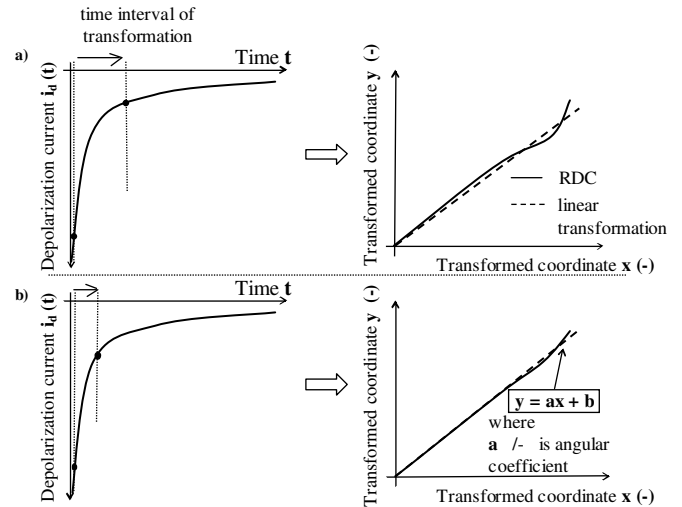 time interval of
transformation
a)
Time t
Depolarization current i_d (t)
Transformed coordinate y (-)
RDC
linear
transformation
Transformed coordinate x (-)
b)
Time t
Depolarization current i_d (t)
Transformed coordinate y (-)
y = ax + b
where
a /- is angular
coefficient
Transformed coordinate x (-)